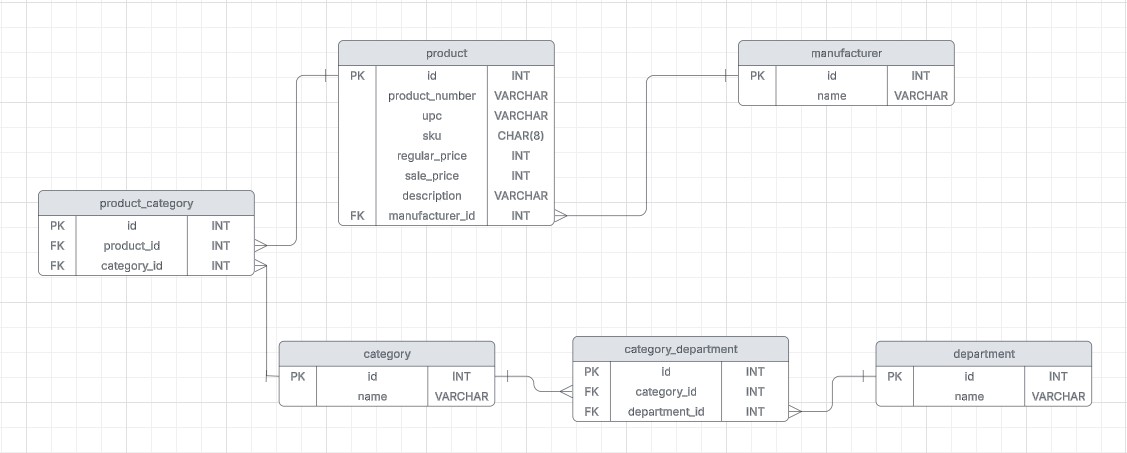 product
PK id INT
product_number VARCHAR
upc VARCHAR
sku CHAR(8)
regular_price INT
sale_price INT
description VARCHAR
FK manufacturer_id INT
manufacturer
PK id INT
name VARCHAR
product_category
PK id INT
FK product_id INT
FK category_id INT
category
PK id INT
name VARCHAR
category_department
PK id INT
FK category_id INT
FK department_id INT
department
PK id INT
name VARCHAR